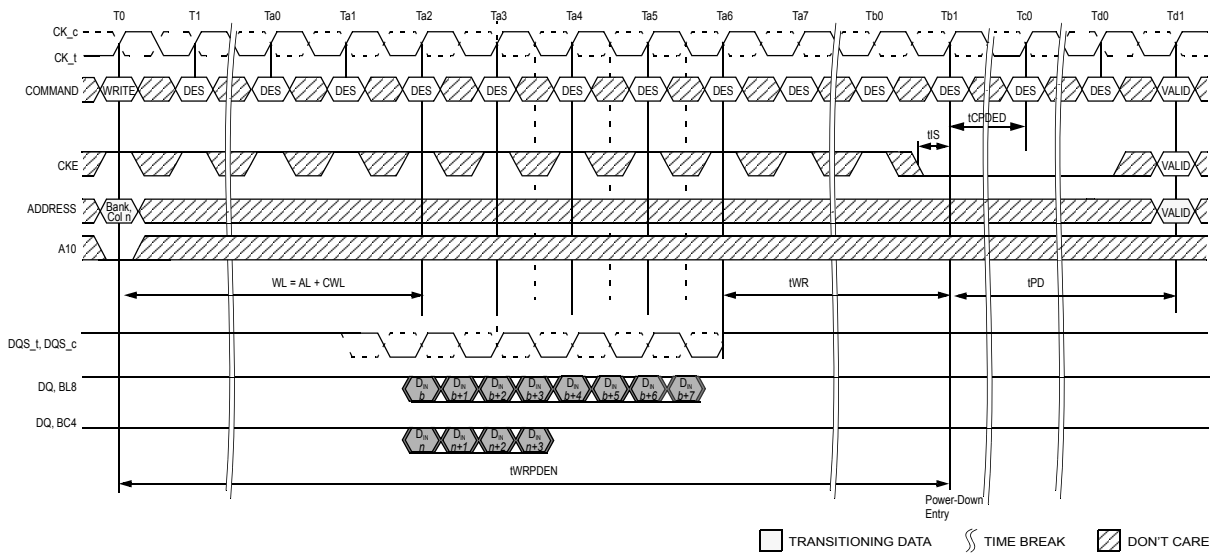 T0 T1 Ta0 Ta1 Ta2 Ta3 Ta4 Ta5 Ta6 Ta7 Tb0 Tb1 Tc0 Td0 Td1
CK_c
CK_t
COMMAND WRITE DES DES DES DES DES DES DES DES DES DES DES DES DES VALID
tCPDED
tIS
CKE VALID
ADDRESS Bank, Col n VALID
A10
WL = AL + CWL tWR tPD
DQS_t, DQS_c
DQ, BL8 DIN b DIN b+1 DIN b+2 DIN b+3 DIN b+4 DIN b+5 DIN b+6 DIN b+7
DQ, BC4 DIN n DIN n+1 DIN n+2 DIN n+3
tWRPDEN
Power-Down
Entry
TRANSITIONING DATA TIME BREAK DON'T CARE